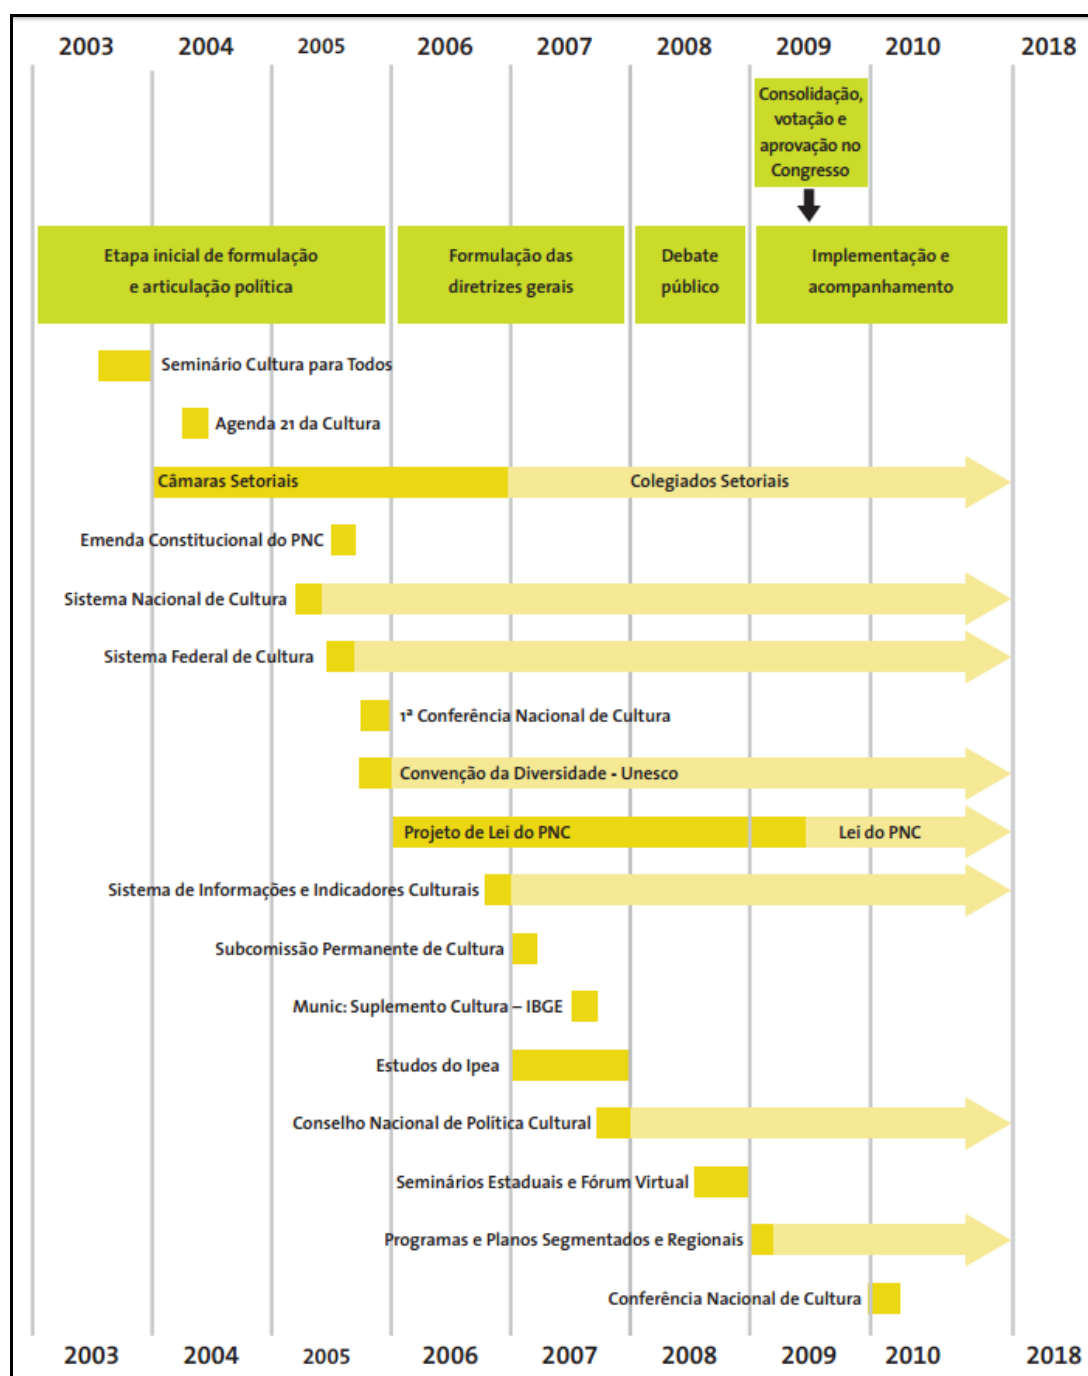 2003 2004 2005 2006 2007 2008 2009 2010 2018
Consolidação,
votação e
aprovação no
Congresso
Etapa inicial de formulação
e articulação política
Formulação das
diretrizes gerais
Debate
público
Implementação e
acompanhamento
Seminário Cultura para Todos
Agenda 21 da Cultura
Câmaras Setoriais Colegiados Setoriais
Emenda Constitucional do PNC
Sistema Nacional de Cultura
Sistema Federal de Cultura
1ª Conferência Nacional de Cultura
Convenção da Diversidade - Unesco
Projeto de Lei do PNC Lei do PNC
Sistema de Informações e Indicadores Culturais
Subcomissão Permanente de Cultura
Munic: Suplemento Cultura – IBGE
Estudos do Ipea
Conselho Nacional de Política Cultural
Seminários Estaduais e Fórum Virtual
Programas e Planos Segmentados e Regionais
Conferência Nacional de Cultura
2003 2004 2005 2006 2007 2008 2009 2010 2018